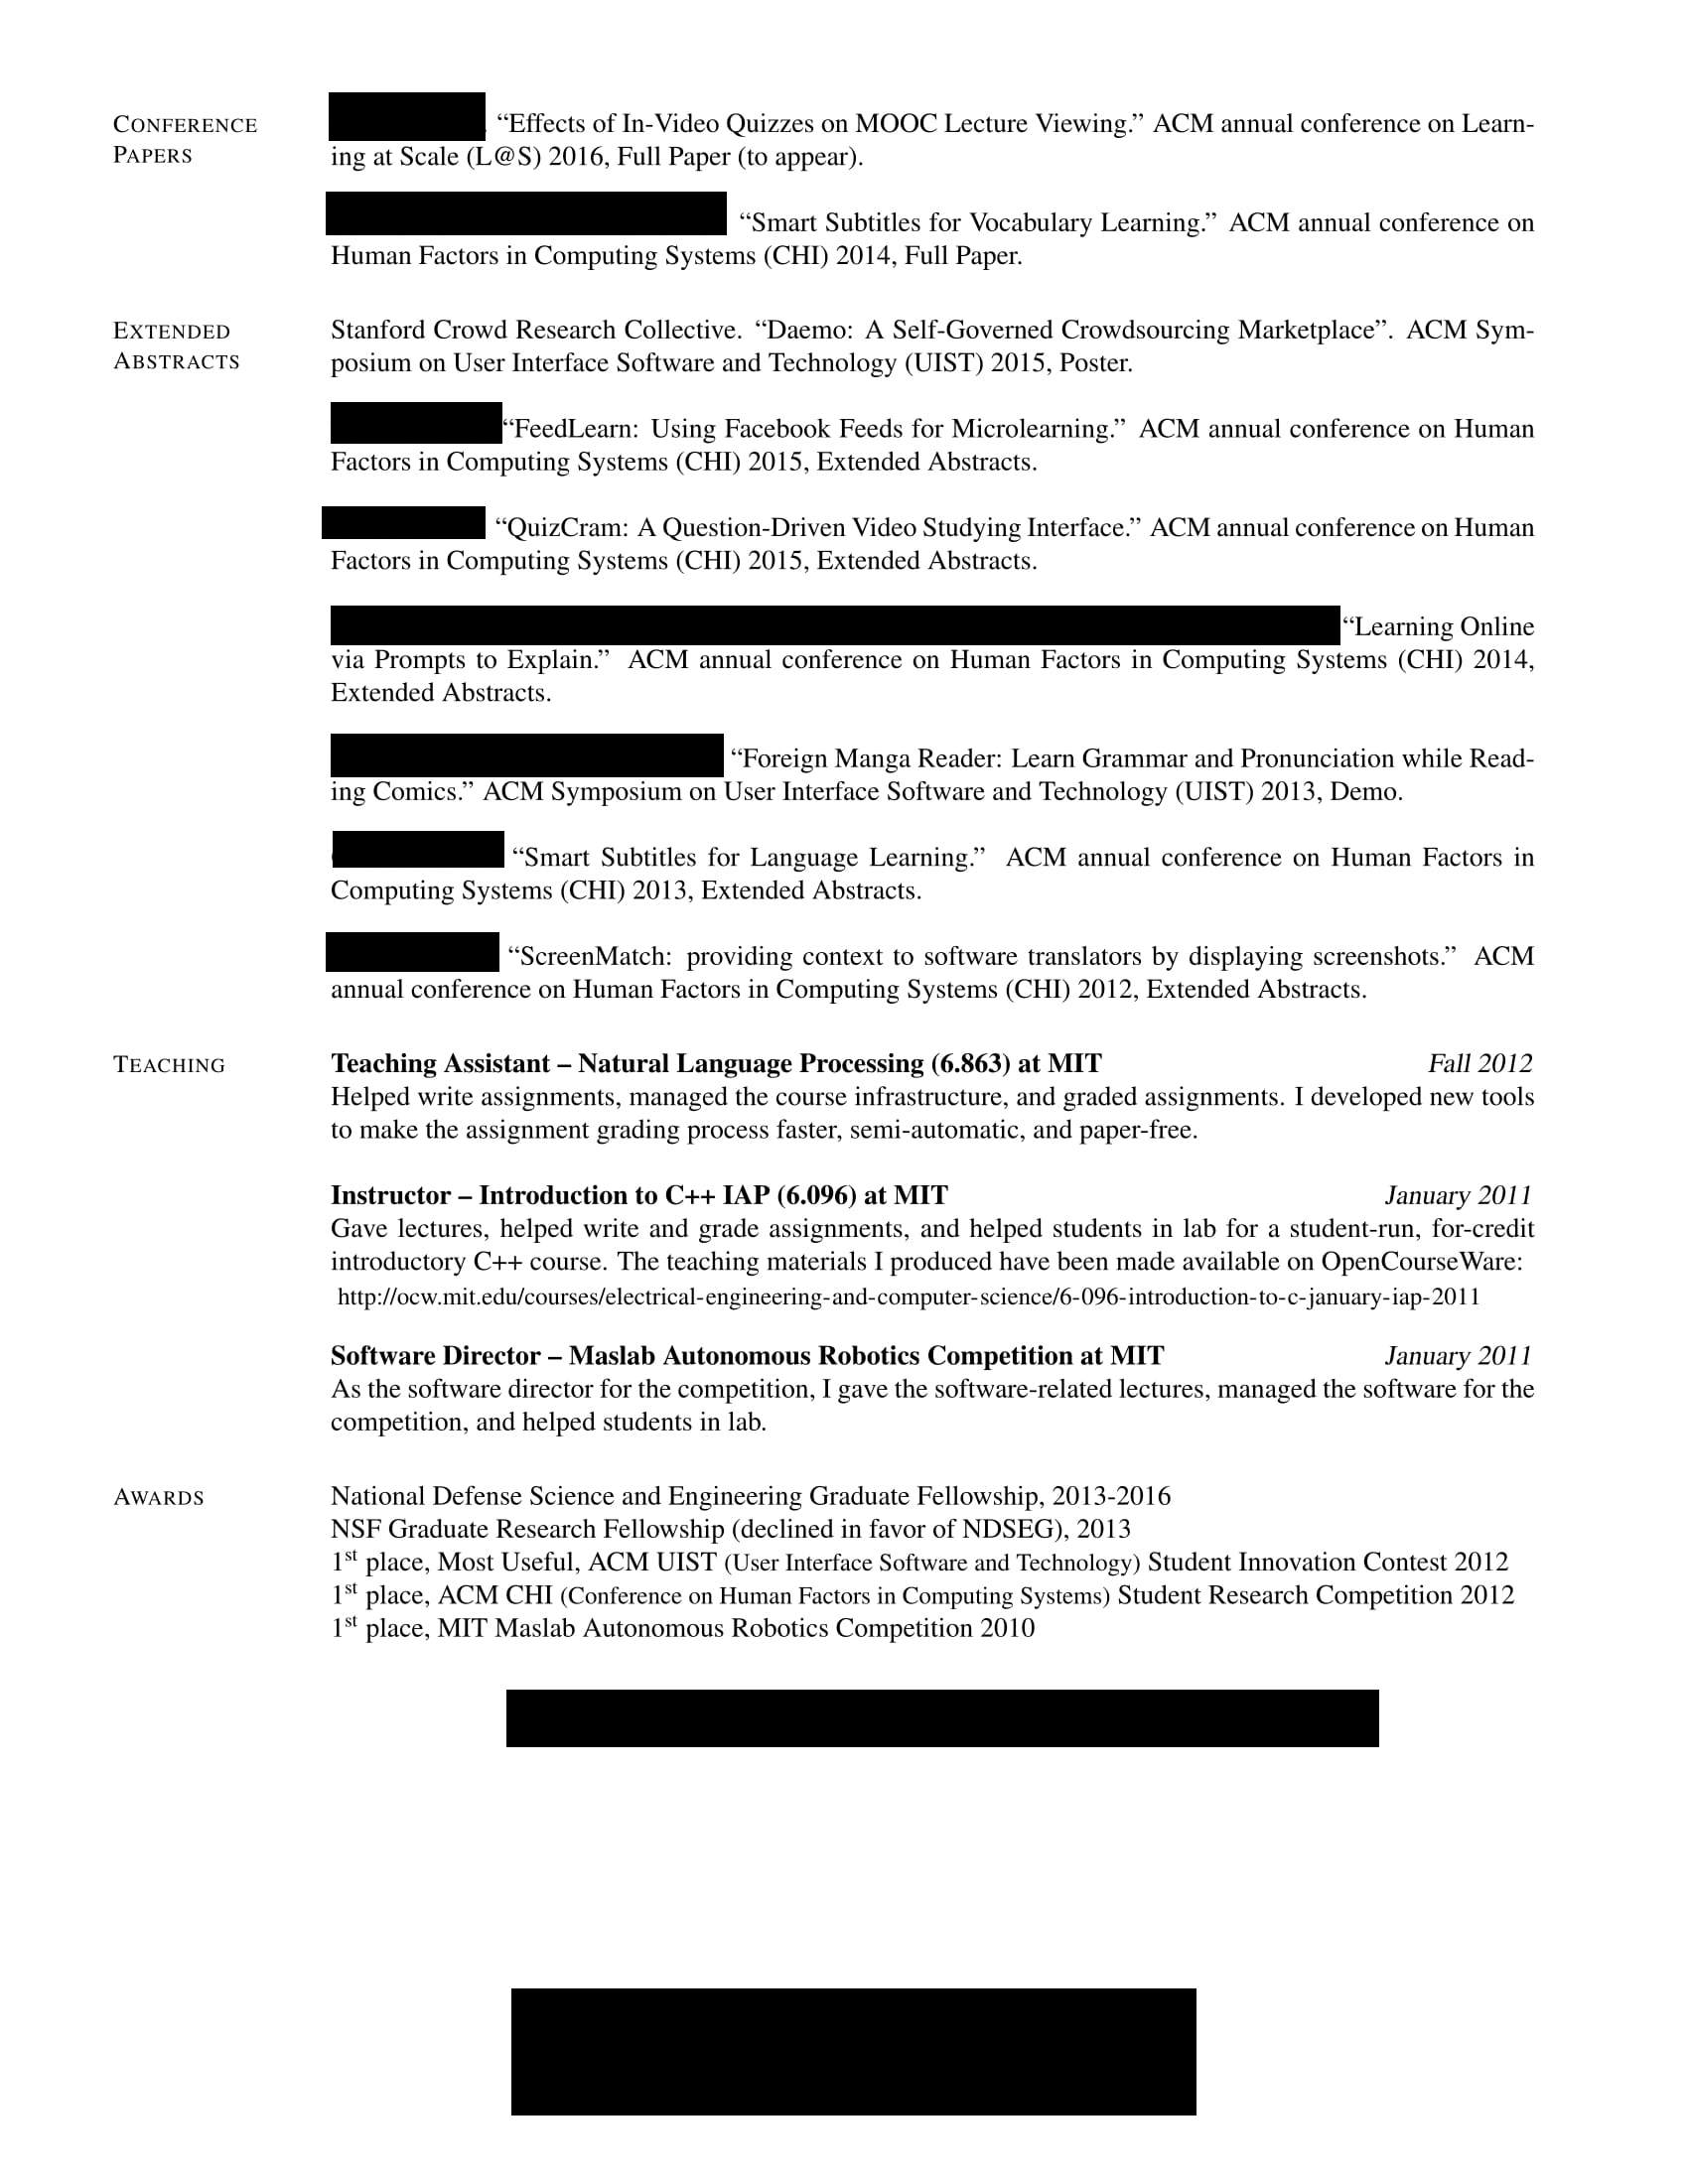 CONFERENCE
PAPERS
. “Effects of In-Video Quizzes on MOOC Lecture Viewing.” ACM annual conference on Learn-
ing at Scale (L@S) 2016, Full Paper (to appear).
“Smart Subtitles for Vocabulary Learning.” ACM annual conference on
Human Factors in Computing Systems (CHI) 2014, Full Paper.
EXTENDED
ABSTRACTS
Stanford Crowd Research Collective. “Daemo: A Self-Governed Crowdsourcing Marketplace”. ACM Sym-
posium on User Interface Software and Technology (UIST) 2015, Poster.
“FeedLearn: Using Facebook Feeds for Microlearning.” ACM annual conference on Human
Factors in Computing Systems (CHI) 2015, Extended Abstracts.
“QuizCram: A Question-Driven Video Studying Interface.” ACM annual conference on Human
Factors in Computing Systems (CHI) 2015, Extended Abstracts.
“Learning Online
via Prompts to Explain.” ACM annual conference on Human Factors in Computing Systems (CHI) 2014,
Extended Abstracts.
“Foreign Manga Reader: Learn Grammar and Pronunciation while Read-
ing Comics.” ACM Symposium on User Interface Software and Technology (UIST) 2013, Demo.
“Smart Subtitles for Language Learning.” ACM annual conference on Human Factors in
Computing Systems (CHI) 2013, Extended Abstracts.
“ScreenMatch: providing context to software translators by displaying screenshots.” ACM
annual conference on Human Factors in Computing Systems (CHI) 2012, Extended Abstracts.
TEACHING
Teaching Assistant – Natural Language Processing (6.863) at MIT Fall 2012
Helped write assignments, managed the course infrastructure, and graded assignments. I developed new tools
to make the assignment grading process faster, semi-automatic, and paper-free.
Instructor – Introduction to C++ IAP (6.096) at MIT January 2011
Gave lectures, helped write and grade assignments, and helped students in lab for a student-run, for-credit
introductory C++ course. The teaching materials I produced have been made available on OpenCourseWare:
http://ocw.mit.edu/courses/electrical-engineering-and-computer-science/6-096-introduction-to-c-january-iap-2011
Software Director – Maslab Autonomous Robotics Competition at MIT January 2011
As the software director for the competition, I gave the software-related lectures, managed the software for the
competition, and helped students in lab.
AWARDS
National Defense Science and Engineering Graduate Fellowship, 2013-2016
NSF Graduate Research Fellowship (declined in favor of NDSEG), 2013
1st place, Most Useful, ACM UIST (User Interface Software and Technology) Student Innovation Contest 2012
1st place, ACM CHI (Conference on Human Factors in Computing Systems) Student Research Competition 2012
1st place, MIT Maslab Autonomous Robotics Competition 2010